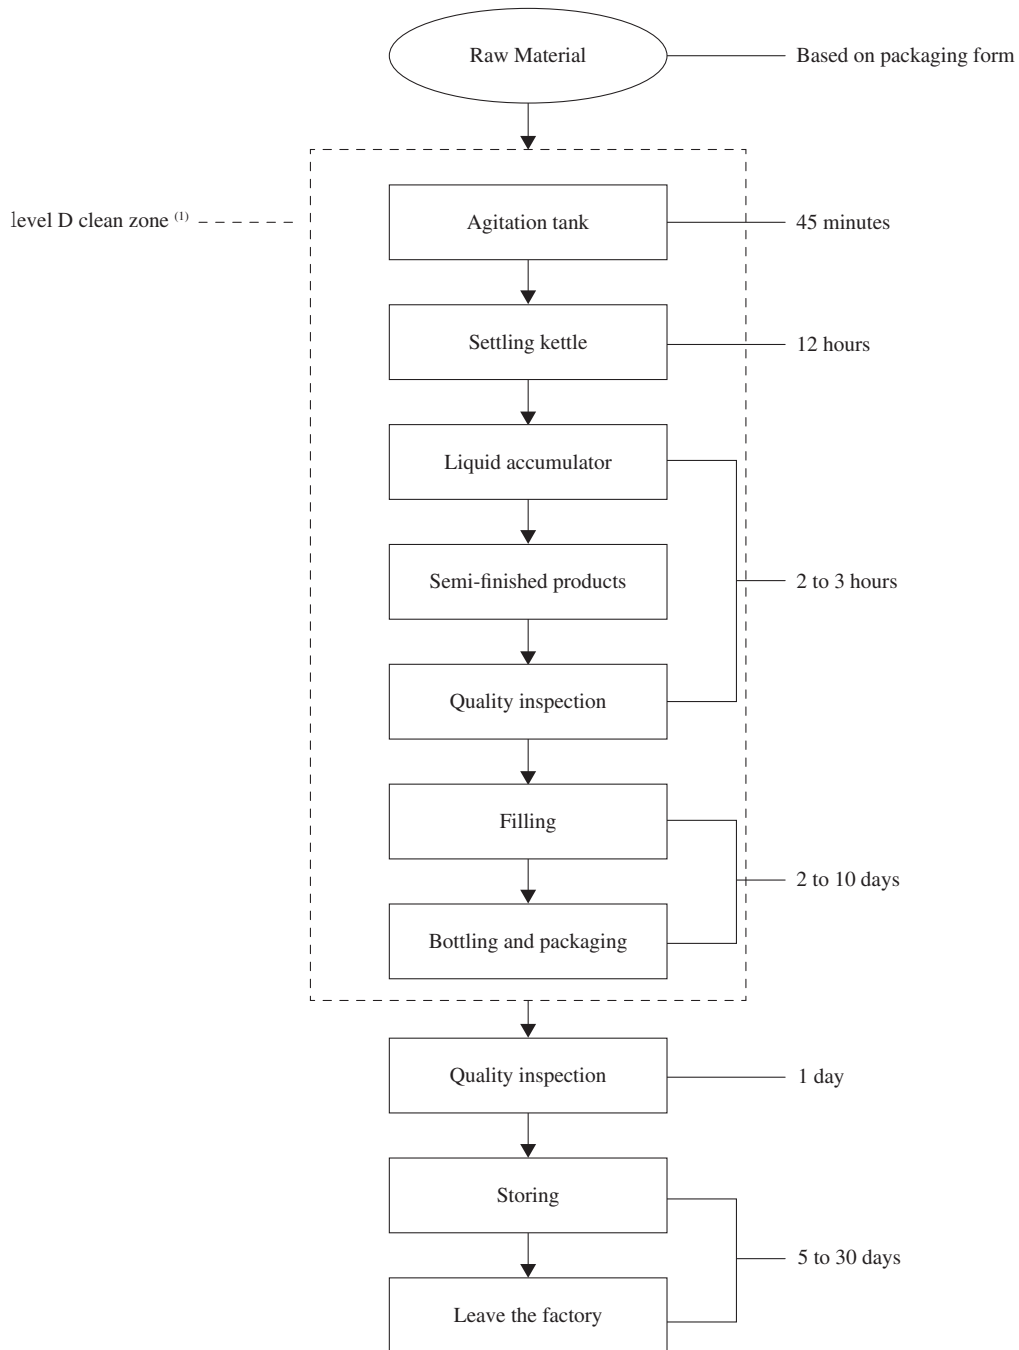 Raw Material
Based on packaging form
level D clean zone (1)
Agitation tank
45 minutes
Settling kettle
12 hours
Liquid accumulator
Semi-finished products
2 to 3 hours
Quality inspection
Filling
2 to 10 days
Bottling and packaging
Quality inspection
1 day
Storing
5 to 30 days
Leave the factory